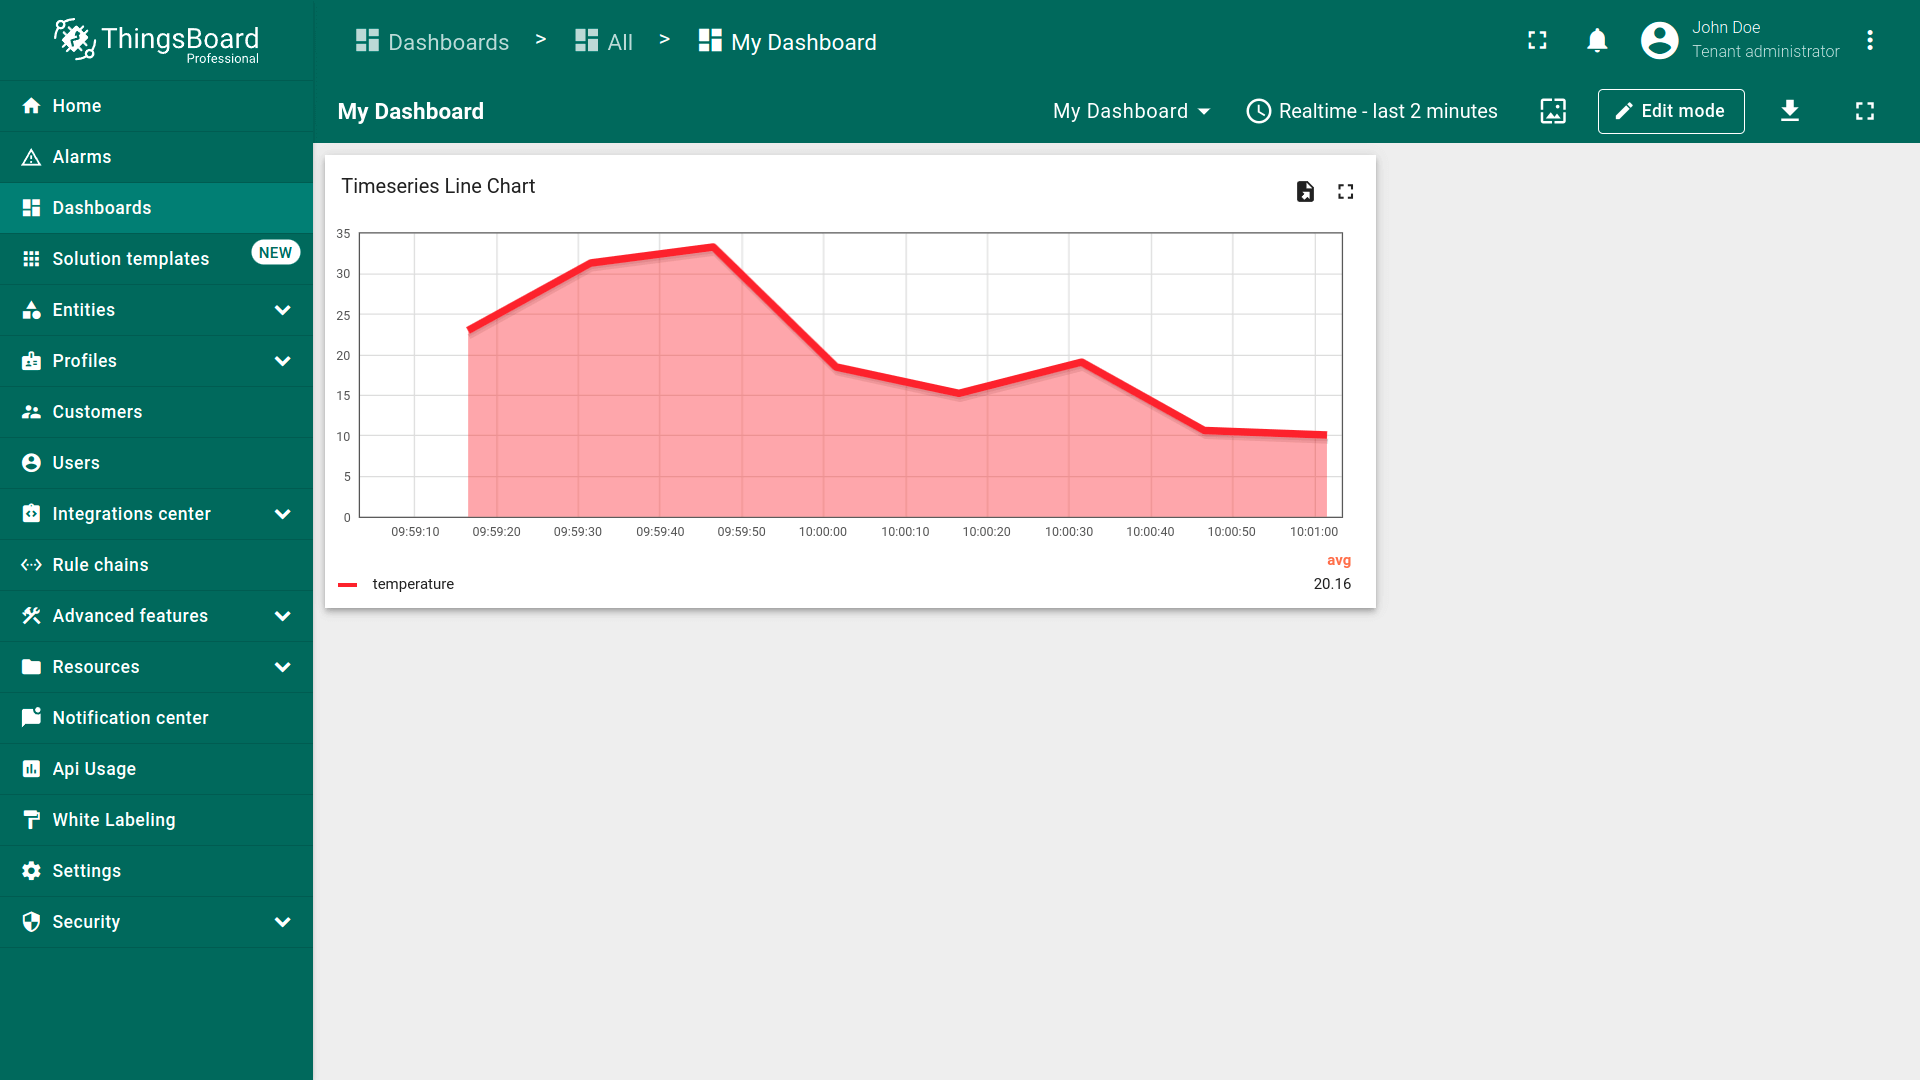 ThingsBoard
Professional
Home
Alarms
Dashboards
Solution templates NEW
Entities
Profiles
Customers
Users
Integrations center
Rule chains
Advanced features
Resources
Notification center
Api Usage
White Labeling
Settings
Security
Dashboards > All > My Dashboard
John Doe
Tenant administrator
My Dashboard
My Dashboard
Realtime - last 2 minutes
Edit mode
Timeseries Line Chart
35
30
25
20
15
10
5
0
09:59:10 09:59:20 09:59:30 09:59:40 09:59:50 10:00:00 10:00:10 10:00:20 10:00:30 10:00:40 10:00:50 10:01:00
avg
temperature 20.16